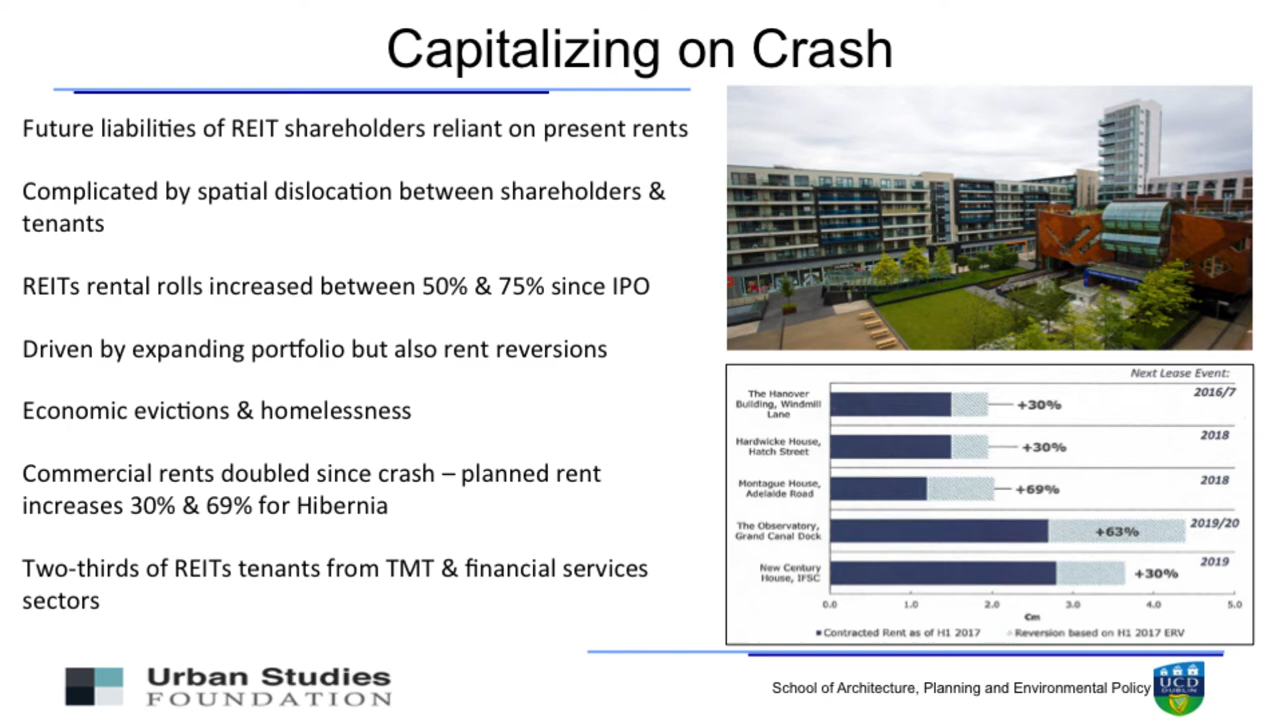 Capitalizing on Crash
Future liabilities of REIT shareholders reliant on present rents
Complicated by spatial dislocation between shareholders &
tenants
REITs rental rolls increased between 50% & 75% since IPO
Driven by expanding portfolio but also rent reversions
Economic evictions & homelessness
Commercial rents doubled since crash – planned rent
increases 30% & 69% for Hibernia
Two-thirds of REITs tenants from TMT & financial services
sectors
Next Lease Event:
The Hanover
Building, Windmill
Lane
+30%
2016/7
Hardwicke House,
Hatch Street
+30%
2018
Montague House,
Adelaide Road
+69%
2018
The Observatory,
Grand Canal Dock
+63%
2019/20
New Century
House, IFSC
+30%
2019
0.0 1.0 2.0 3.0 4.0 5.0
€m
Contracted Rent as of H1 2017 Reversion based on H1 2017 ERV
Urban Studies
FOUNDATION
School of Architecture, Planning and Environmental Policy
UCD
DUBLIN